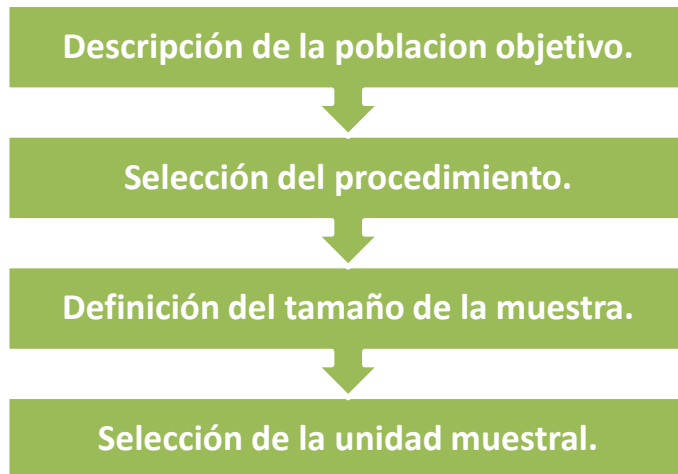 Descripción de la poblacion objetivo.
Selección del procedimiento.
Definición del tamaño de la muestra.
Selección de la unidad muestral.